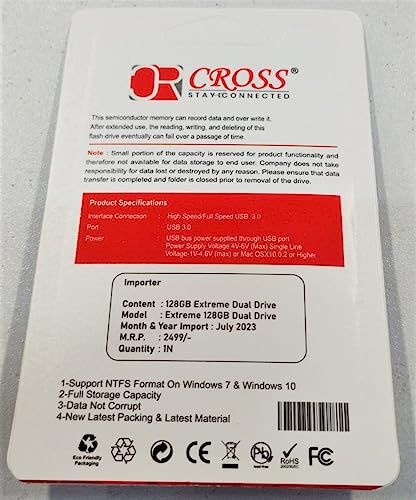 CR CROSS®
STAY CONNECTED
This semiconductor memory can record data and over write it.
After extended use, the reading, writing, and deleting of this
flash drive eventually can fail over a passage of time.
Note : Small portion of the capacity is reserved for product functionality and
therefore not available for data storage to end user. Company does not take
responsibility for data lost or destroyed by any reason. Please ensure that data
transfer is completed and folder is closed prior to removal of the drive.
Product Specifications
Interface Connection : High Speed/Full Speed USB 3.0
Port : USB 3.0
Power : USB bus power supplied through USB port
Power Supply Voltage 4V-6V (Max) Single Line
Voltage-1V-4.6V (max) or Mac OSX10.0.2 or Higher
Importer
Content : 128GB Extreme Dual Drive
Model : Extreme 128GB Dual Drive
Month & Year Import : July 2023
M.R.P. : 2499/-
Quantity : 1N
1-Support NTFS Format On Windows 7 & Windows 10
2-Full Storage Capacity
3-Data Not Corrupt
4-New Latest Packing & Latest Material
Eco Friendly
Packaging
CE
Pb
lead-free
RoHS
2002/95/EC
FC